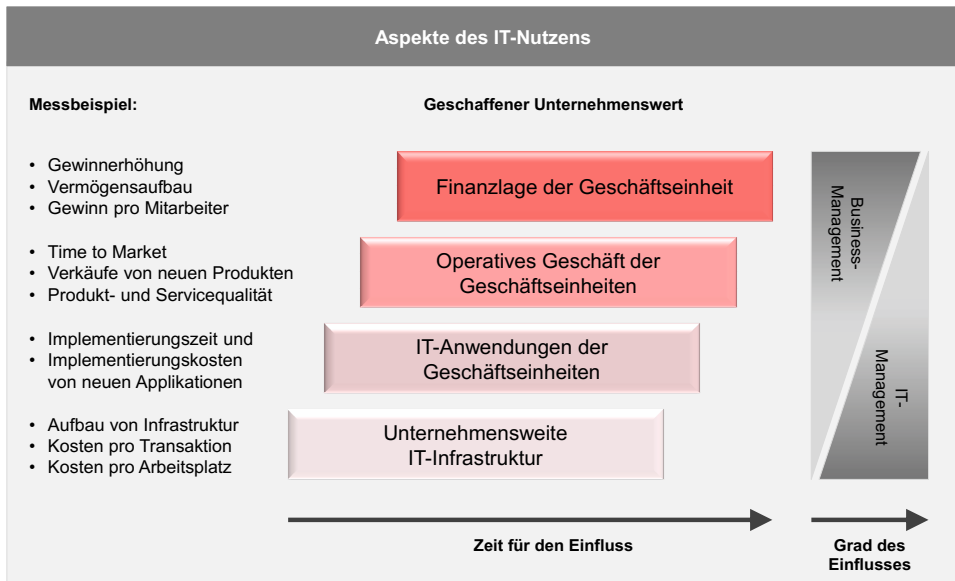 Aspekte des IT-Nutzens
Messbeispiel:
Geschaffener Unternehmenswert
• Gewinnerhöhung
• Vermögensaufbau
• Gewinn pro Mitarbeiter
Finanzlage der Geschäftseinheit
• Time to Market
• Verkäufe von neuen Produkten
• Produkt- und Servicequalität
Operatives Geschäft der
Geschäftseinheiten
• Implementierungszeit und
• Implementierungskosten
von neuen Applikationen
IT-Anwendungen der
Geschäftseinheiten
• Aufbau von Infrastruktur
• Kosten pro Transaktion
• Kosten pro Arbeitsplatz
Unternehmensweite
IT-Infrastruktur
Business-
Management
IT-
Management
Zeit für den Einfluss
Grad des
Einflusses